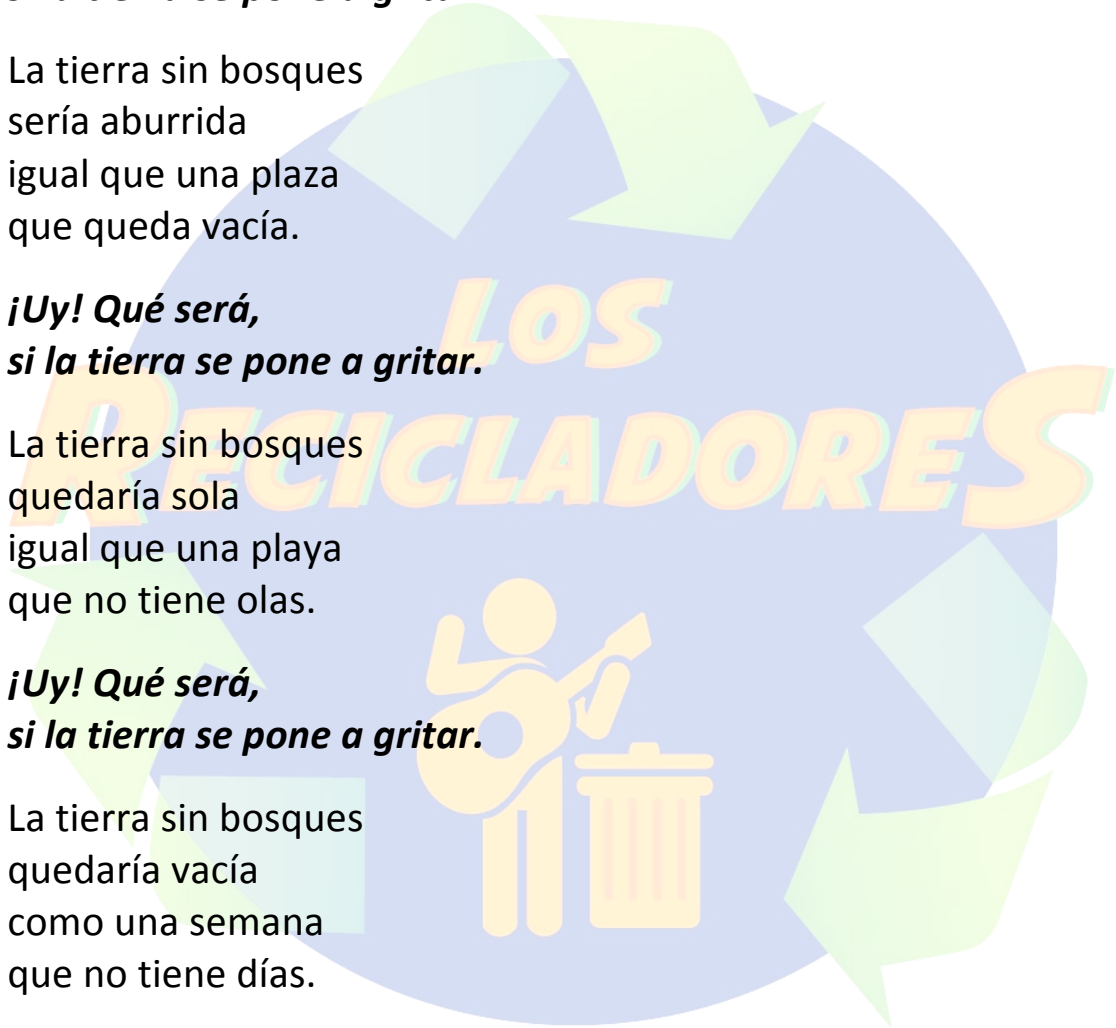 La tierra sin bosques
sería aburrida
igual que una plaza
que queda vacía.
¡Uy! Qué será,
si la tierra se pone a gritar.
La tierra sin bosques
quedaría sola
igual que una playa
que no tiene olas.
¡Uy! Qué será,
si la tierra se pone a gritar.
La tierra sin bosques
quedaría vacía
como una semana
que no tiene días.
LOS
RECICLADORES